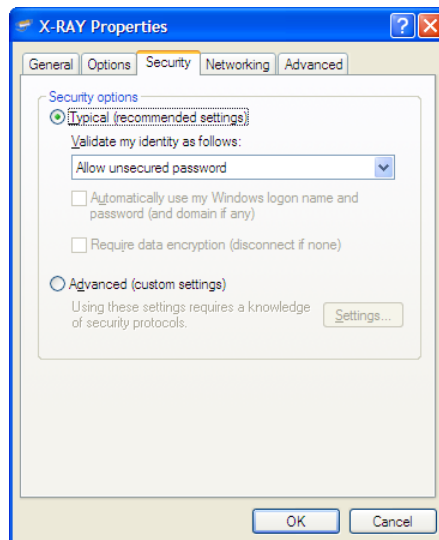 X-RAY Properties
General Options Security Networking Advanced
Security options
Typical (recommended settings)
Validate my identity as follows:
Allow unsecured password
Automatically use my Windows logon name and
password (and domain if any)
Require data encryption (disconnect if none)
Advanced (custom settings)
Using these settings requires a knowledge
of security protocols.
Settings...
OK Cancel